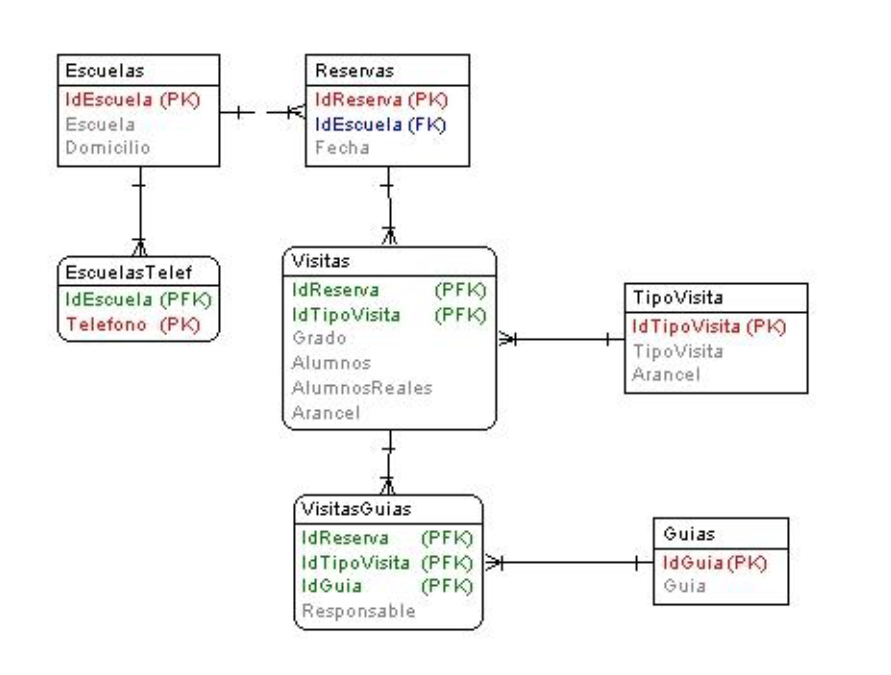 Escuelas
IdEscuela (PK)
Escuela
Domicilio
Reservas
IdReserva (PK)
IdEscuela (FK)
Fecha
EscuelasTelef
IdEscuela (PFK)
Telefono (PK)
Visitas
IdReserva (PFK)
IdTipoVisita (PFK)
Grado
Alumnos
AlumnosReales
Arancel
TipoVisita
IdTipoVisita (PK)
TipoVisita
Arancel
VisitasGuias
IdReserva (PFK)
IdTipoVisita (PFK)
IdGuia (PFK)
Responsable
Guias
IdGuia (PK)
Guia